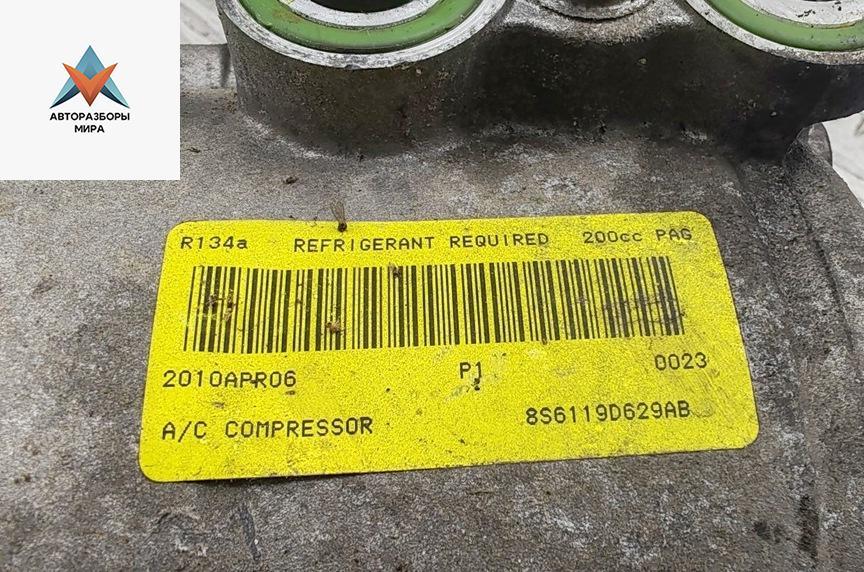 АВТОРАЗБОРЫ
МИРА
R134a REFRIGERANT REQUIRED 200cc PAG
2010APR06 P1 0023
A/C COMPRESSOR 8S6119D629AB